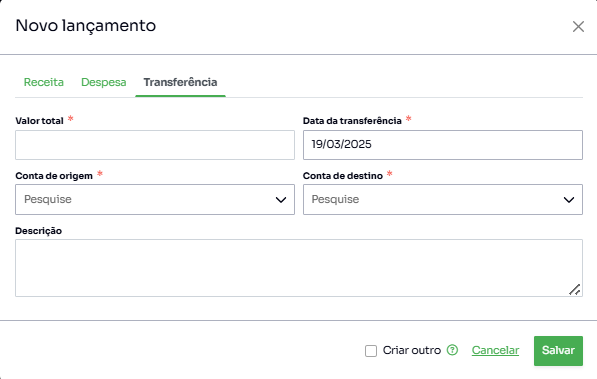 Novo lançamento
Receita Despesa Transferência
Valor total * Data da transferência *
19/03/2025
Conta de origem * Conta de destino *
Pesquise Pesquise
Descrição
Criar outro ? Cancelar Salvar